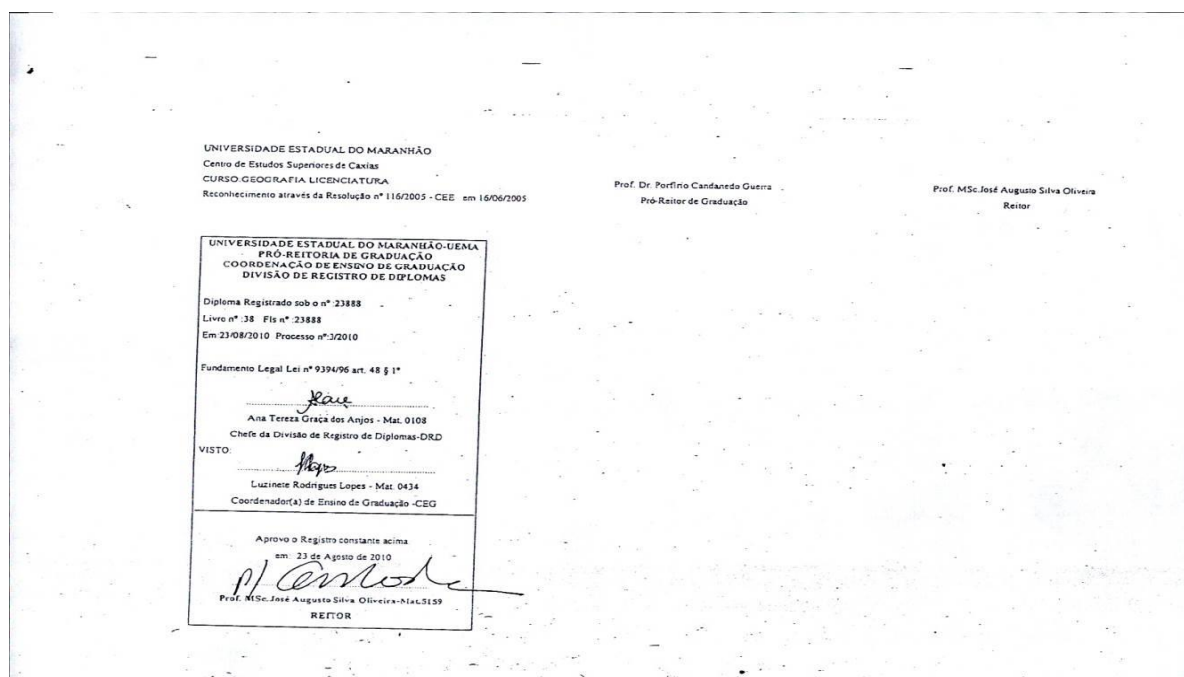 UNIVERSIDADE ESTADUAL DO MARANHÃO
Centro de Estudos Superiores de Caxias
CURSO:GEOGRAFIA LICENCIATURA
Reconhecimento através da Resolução nº 116/2005 - CEE em 16/06/2005
Prof. Dr. Porfírio Candanedo Guerra
Pró-Reitor de Graduação
Prof. MSc.José Augusto Silva Oliveira
Reitor
UNIVERSIDADE ESTADUAL DO MARANHÃO-UEMA
PRÓ-REITORIA DE GRADUAÇÃO
COORDENAÇÃO DE ENSINO DE GRADUAÇÃO
DIVISÃO DE REGISTRO DE DIPLOMAS
Diploma Registrado sob o nº :23888
Livro nº :38 Fls nº :23888
Em:23/08/2010 Processo nº:3/2010
Fundamento Legal Lei nº 9394/96 art. 48 § 1º
Ana Tereza Graça dos Anjos - Mat. 0108
Chefe da Divisão de Registro de Diplomas-DRD
VISTO:
Luzinete Rodrigues Lopes - Mat. 0434
Coordenador(a) de Ensino de Graduação -CEG
Aprovo o Registro constante acima
em: 23 de Agosto de 2010
p/
Prof. MSc.José Augusto Silva Oliveira-Mat.5159
REITOR